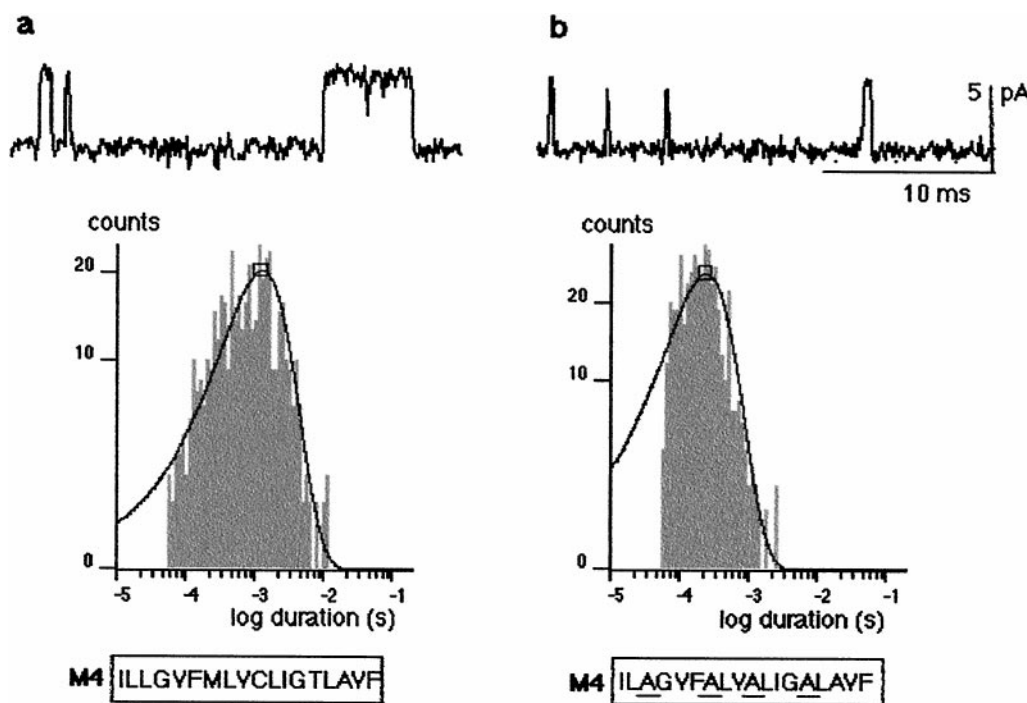 a
b
5 pA
10 ms
counts
20
10
0
-5 -4 -3 -2 -1
log duration (s)
M4 ILLGVFMLVCLIGTLAVF
counts
20
10
0
-5 -4 -3 -2 -1
log duration (s)
M4 ILAGVFALVALIGALAVF